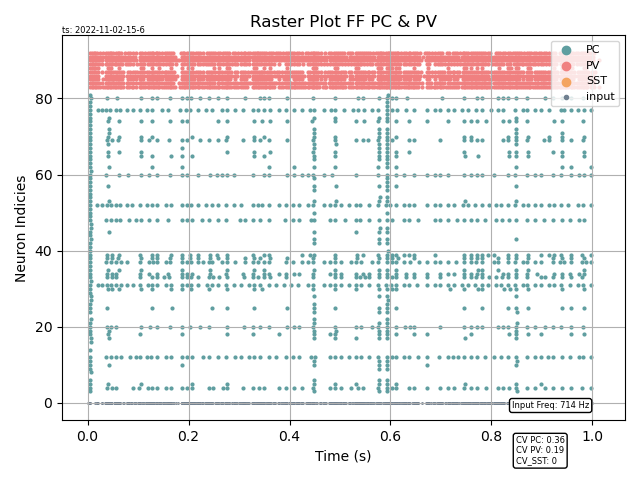 Raster Plot FF PC & PV
ts: 2022-11-02-15-6
PC
PV
SST
input
80
60
40
20
0
Neuron Indicies
Input Freq: 714 Hz
0.0 0.2 0.4 0.6 0.8 1.0
Time (s)
CV PC: 0.36
CV PV: 0.19
CV_SST: 0